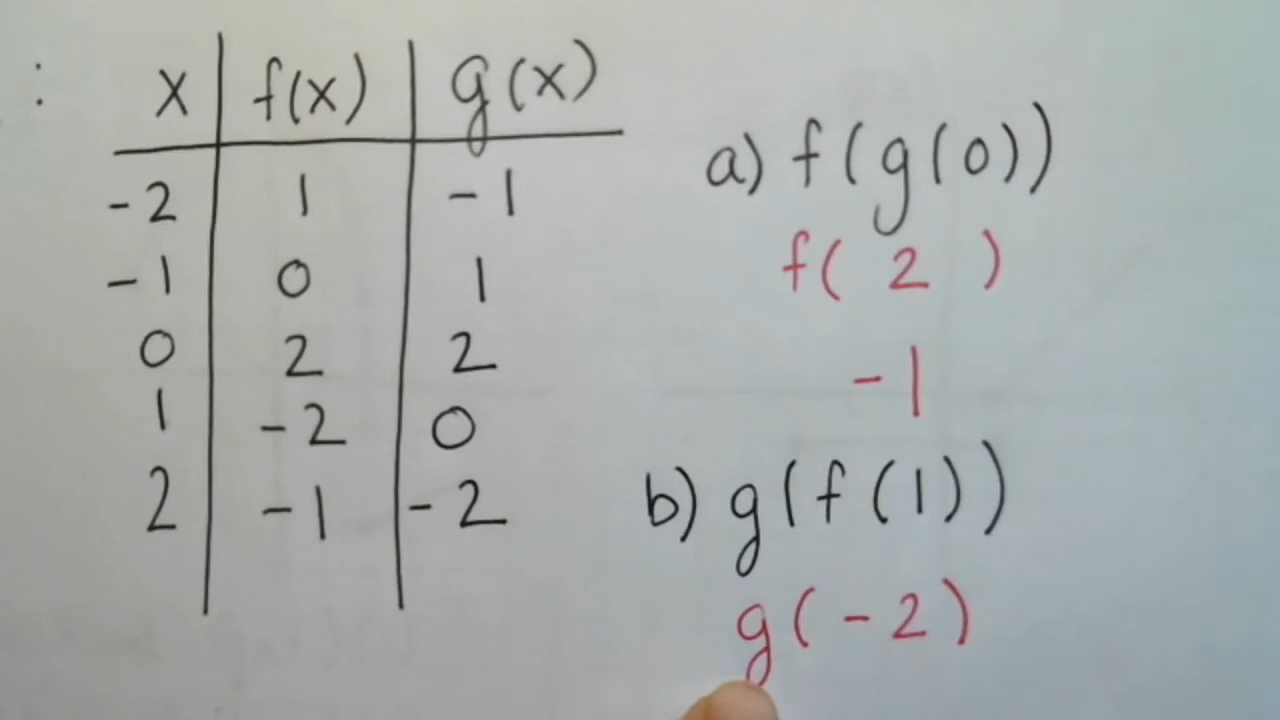 : x f(x) g(x)
-2 1 -1
-1 0 1
0 2 2
1 -2 0
2 -1 -2
a) f(g(0))
f( 2 )
-1
b) g(f(1))
g(-2)